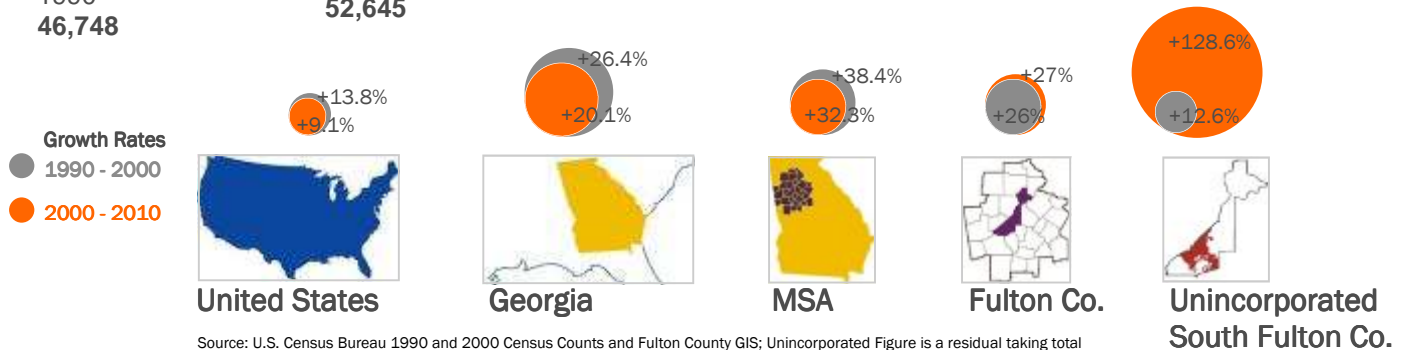 46,748
52,645
+13.8%
+9.1%
+26.4%
+20.1%
+38.4%
+32.3%
+27%
+26%
+128.6%
+12.6%
Growth Rates
1990 - 2000
2000 - 2010
United States
Georgia
MSA
Fulton Co.
Unincorporated
South Fulton Co.
Source: U.S. Census Bureau 1990 and 2000 Census Counts and Fulton County GIS; Unincorporated Figure is a residual taking total